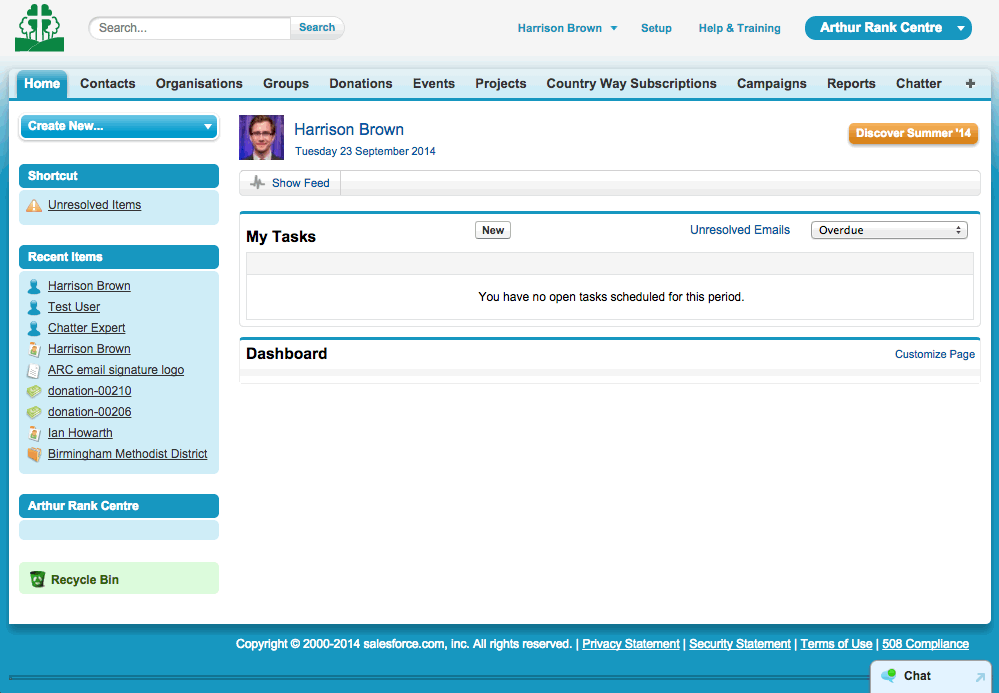 Search...
Search
Harrison Brown
Setup
Help & Training
Arthur Rank Centre
Home
Contacts
Organisations
Groups
Donations
Events
Projects
Country Way Subscriptions
Campaigns
Reports
Chatter
+
Create New...
Shortcut
Unresolved Items
Recent Items
Harrison Brown
Test User
Chatter Expert
Harrison Brown
ARC email signature logo
donation-00210
donation-00206
Ian Howarth
Birmingham Methodist District
Arthur Rank Centre
Recycle Bin
Harrison Brown
Tuesday 23 September 2014
Discover Summer '14
Show Feed
My Tasks
New
Unresolved Emails
Overdue
You have no open tasks scheduled for this period.
Dashboard
Customize Page
Copyright © 2000-2014 salesforce.com, inc. All rights reserved. | Privacy Statement | Security Statement | Terms of Use | 508 Compliance
Chat